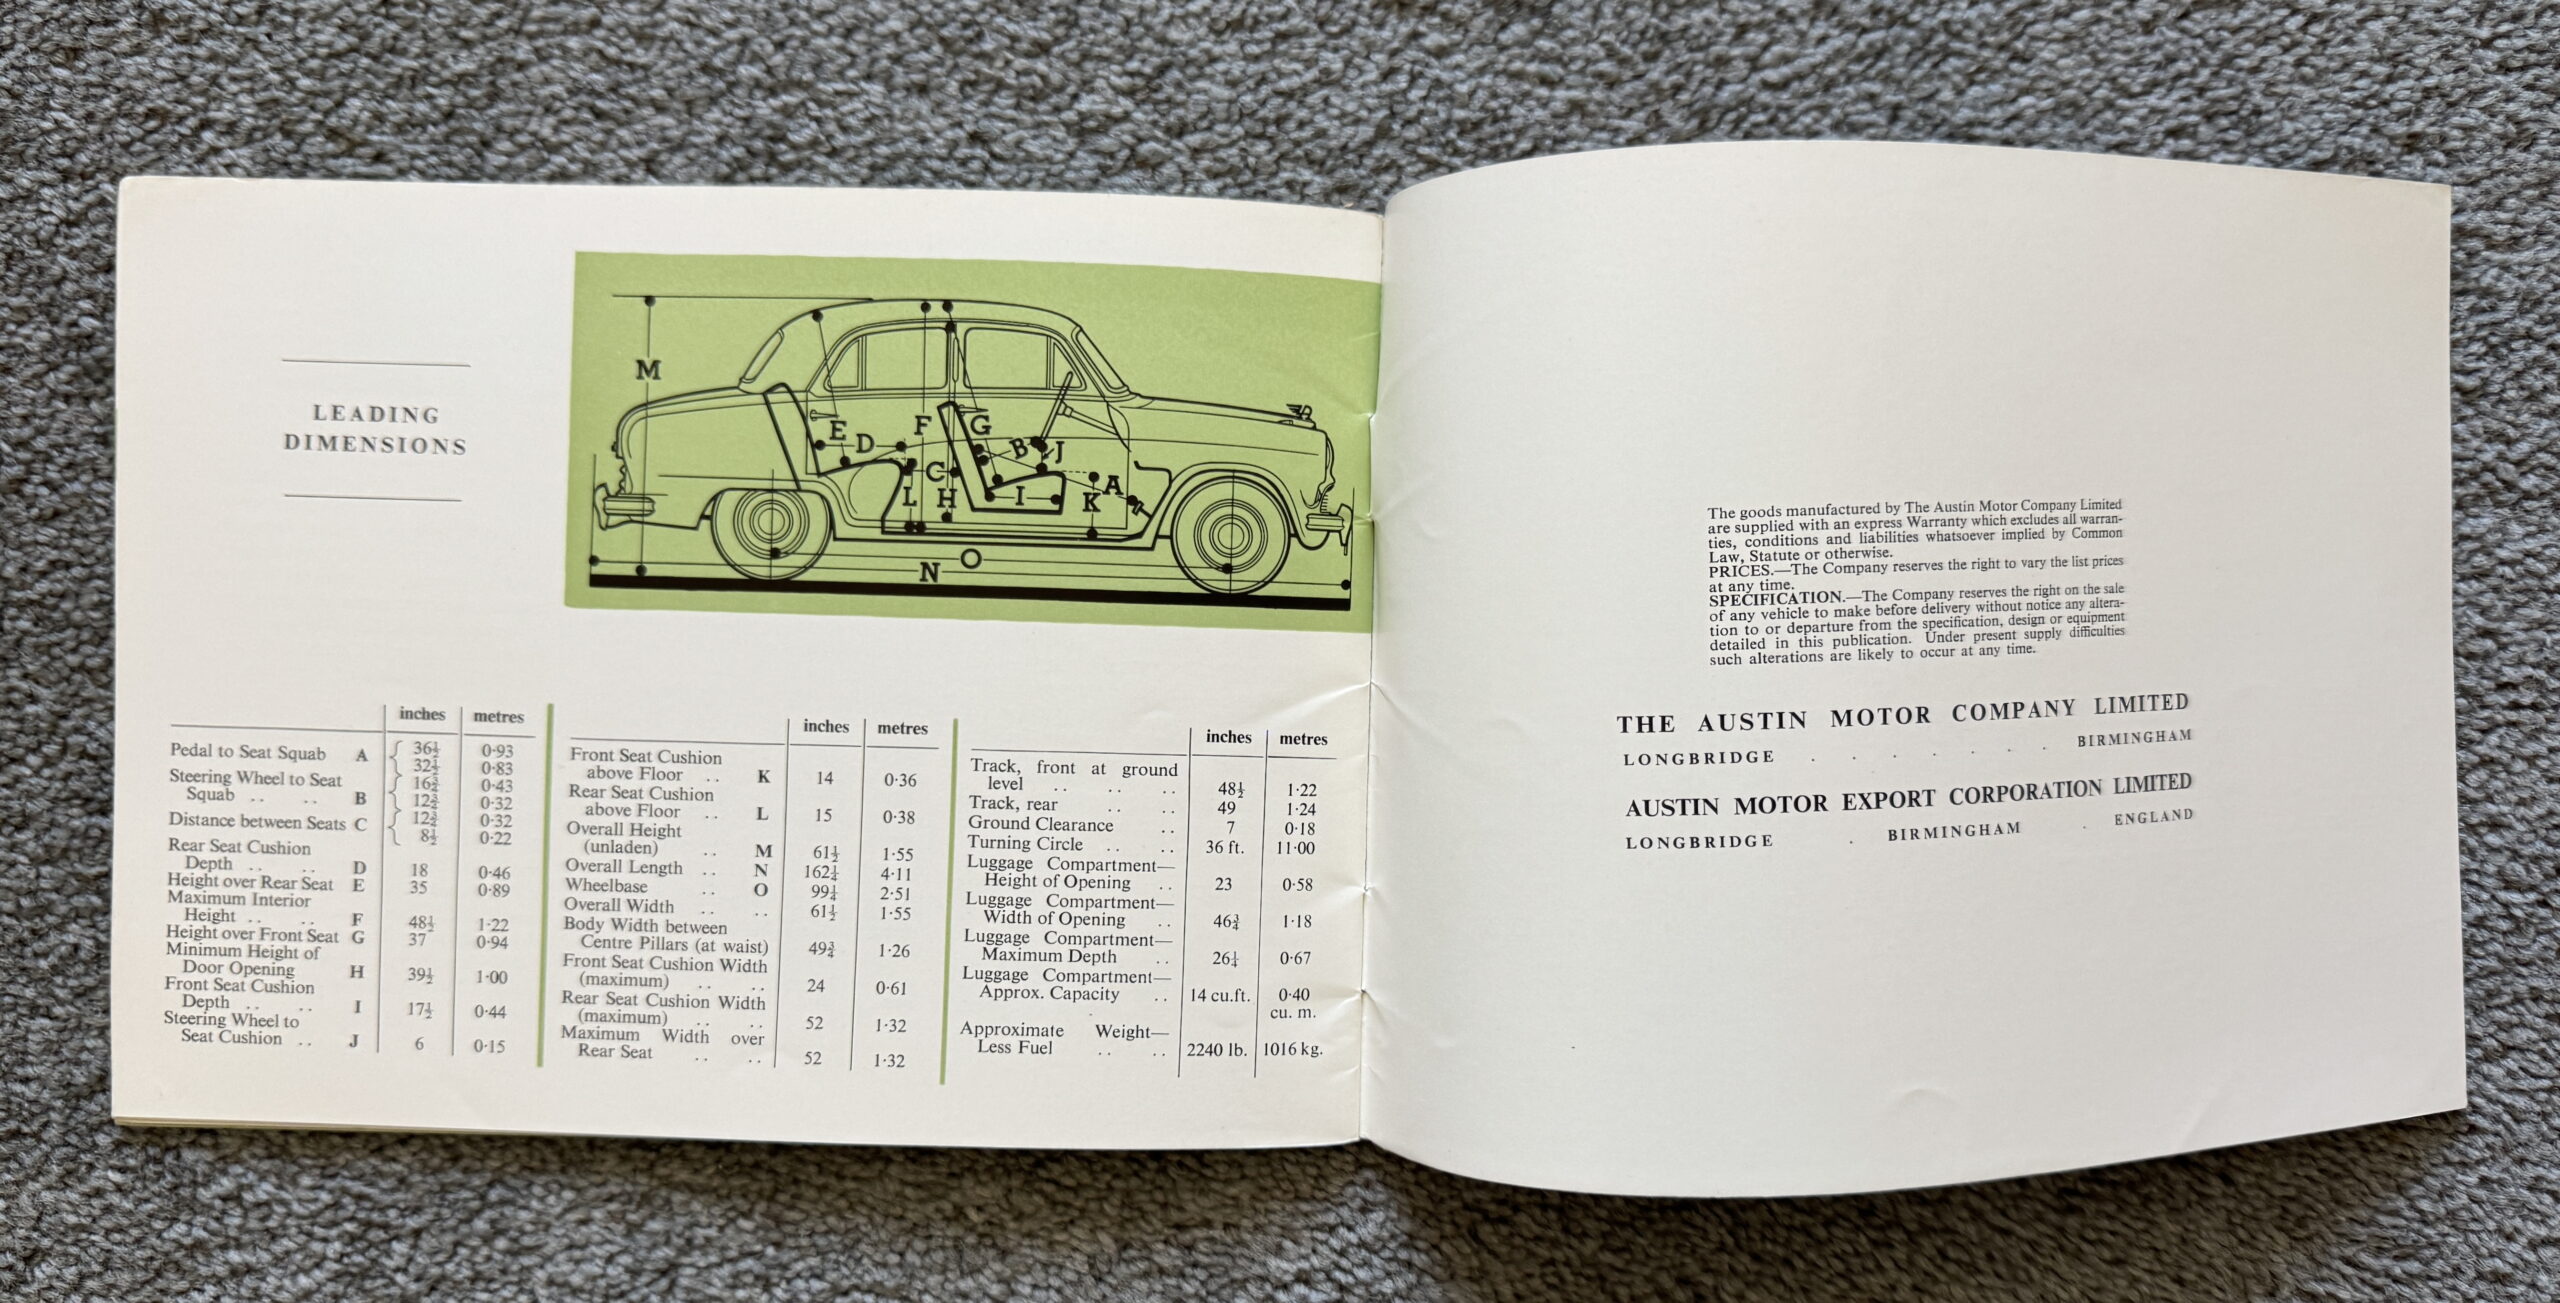 LEADING
DIMENSIONS
M
E
D
F
G
B
J
C
L
H
I
K
A
O
N
inches metres
Pedal to Seat Squab A { 36½ 0·93
32½ 0·83
Steering Wheel to Seat { 16¾ 0·43
Squab .. .. B 12¾ 0·32
Distance between Seats C { 12¾ 0·32
8½ 0·22
Rear Seat Cushion
Depth .. .. D 18 0·46
Height over Rear Seat E 35 0·89
Maximum Interior
Height .. .. F 48½ 1·22
Height over Front Seat G 37 0·94
Minimum Height of
Door Opening H 39½ 1·00
Front Seat Cushion
Depth .. .. I 17½ 0·44
Steering Wheel to
Seat Cushion .. J 6 0·15
inches metres
Front Seat Cushion
above Floor .. K 14 0·36
Rear Seat Cushion
above Floor .. L 15 0·38
Overall Height
(unladen) .. M 61½ 1·55
Overall Length .. N 162¼ 4·11
Wheelbase .. O 99¼ 2·51
Overall Width .. .. 61½ 1·55
Body Width between
Centre Pillars (at waist) 49¾ 1·26
Front Seat Cushion Width
(maximum) .. .. 24 0·61
Rear Seat Cushion Width
(maximum) .. .. 52 1·32
Maximum Width over
Rear Seat .. .. 52 1·32
inches metres
Track, front at ground
level .. .. .. 48½ 1·22
Track, rear .. .. 49 1·24
Ground Clearance .. 7 0·18
Turning Circle .. .. 36 ft. 11·00
Luggage Compartment—
Height of Opening .. 23 0·58
Luggage Compartment—
Width of Opening .. 46¾ 1·18
Luggage Compartment—
Maximum Depth .. 26¼ 0·67
Luggage Compartment—
Approx. Capacity .. 14 cu.ft. 0·40
cu. m.
Approximate Weight—
Less Fuel .. .. 2240 lb. 1016 kg.
The goods manufactured by The Austin Motor Company Limited
are supplied with an express Warranty which excludes all warran-
ties, conditions and liabilities whatsoever implied by Common
Law, Statute or otherwise.
PRICES.—The Company reserves the right to vary the list prices
at any time.
SPECIFICATION.—The Company reserves the right on the sale
of any vehicle to make before delivery without notice any altera-
tion to or departure from the specification, design or equipment
detailed in this publication. Under present supply difficulties
such alterations are likely to occur at any time.
THE AUSTIN MOTOR COMPANY LIMITED
LONGBRIDGE . . . . . BIRMINGHAM
AUSTIN MOTOR EXPORT CORPORATION LIMITED
LONGBRIDGE . BIRMINGHAM . ENGLAND